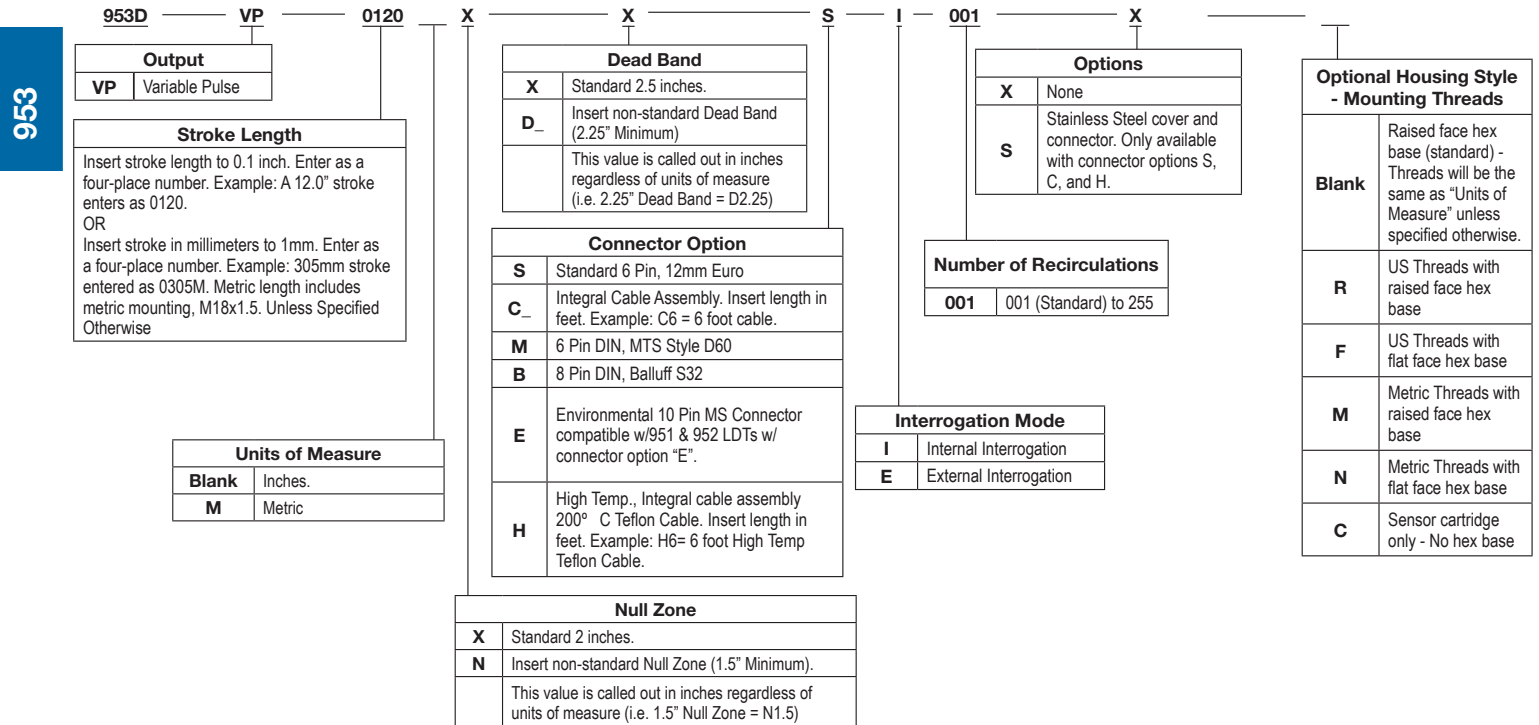 953D VP 0120 X X S I 001 X
953
Output
VP Variable Pulse
Stroke Length
Insert stroke length to 0.1 inch. Enter as a
four-place number. Example: A 12.0” stroke
enters as 0120.
OR
Insert stroke in millimeters to 1mm. Enter as
a four-place number. Example: 305mm stroke
entered as 0305M. Metric length includes
metric mounting, M18x1.5. Unless Specified
Otherwise
Units of Measure
Blank Inches.
M Metric
Dead Band
X Standard 2.5 inches.
D_ Insert non-standard Dead Band
(2.25” Minimum)
This value is called out in inches
regardless of units of measure
(i.e. 2.25” Dead Band = D2.25)
Connector Option
S Standard 6 Pin, 12mm Euro
C_ Integral Cable Assembly. Insert length in
feet. Example: C6 = 6 foot cable.
M 6 Pin DIN, MTS Style D60
B 8 Pin DIN, Balluff S32
E Environmental 10 Pin MS Connector
compatible w/951 & 952 LDTs w/
connector option “E”.
H High Temp., Integral cable assembly
200º C Teflon Cable. Insert length in
feet. Example: H6= 6 foot High Temp
Teflon Cable.
Null Zone
X Standard 2 inches.
N Insert non-standard Null Zone (1.5” Minimum).
This value is called out in inches regardless of
units of measure (i.e. 1.5” Null Zone = N1.5)
Options
X None
S Stainless Steel cover and
connector. Only available
with connector options S,
C, and H.
Number of Recirculations
001 001 (Standard) to 255
Interrogation Mode
I Internal Interrogation
E External Interrogation
Optional Housing Style
- Mounting Threads
Blank Raised face hex
base (standard) -
Threads will be the
same as “Units of
Measure” unless
specified otherwise.
R US Threads with
raised face hex
base
F US Threads with
flat face hex base
M Metric Threads with
raised face hex
base
N Metric Threads with
flat face hex base
C Sensor cartridge
only - No hex base